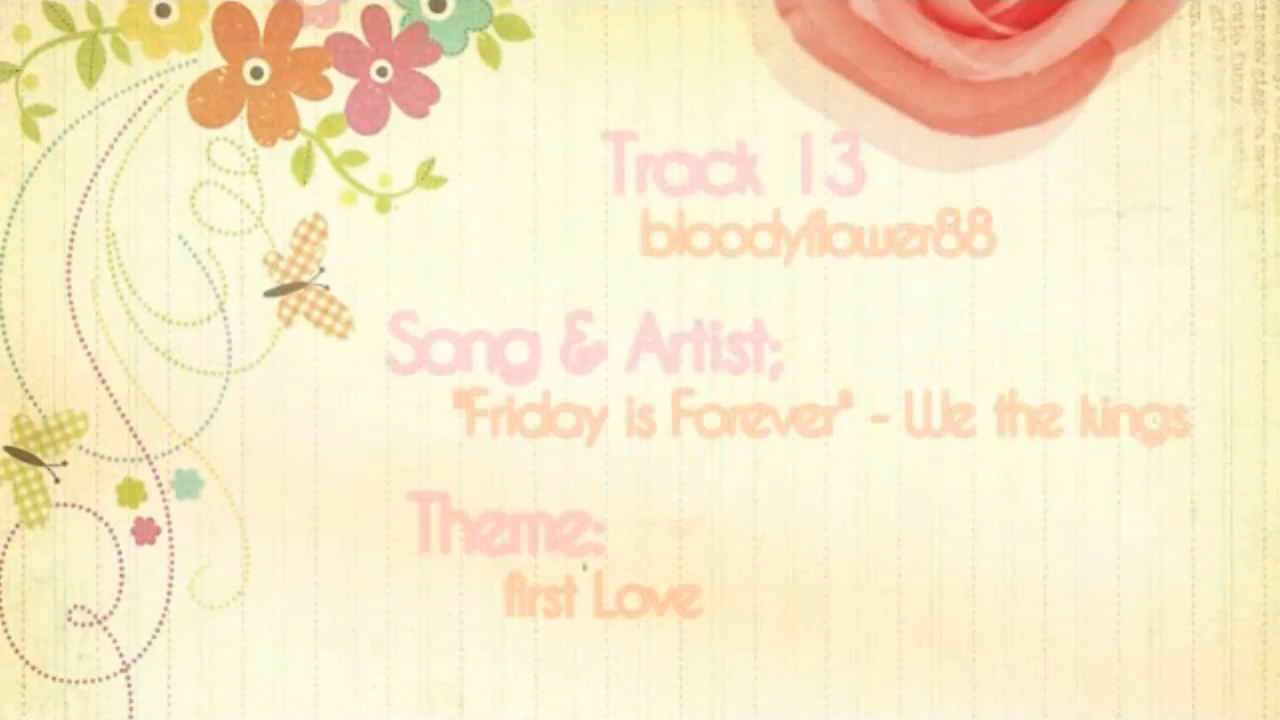 Track 13
bloodyflower88
Song & Artist;
"Friday is Forever" - We the kings
Theme:
first Love